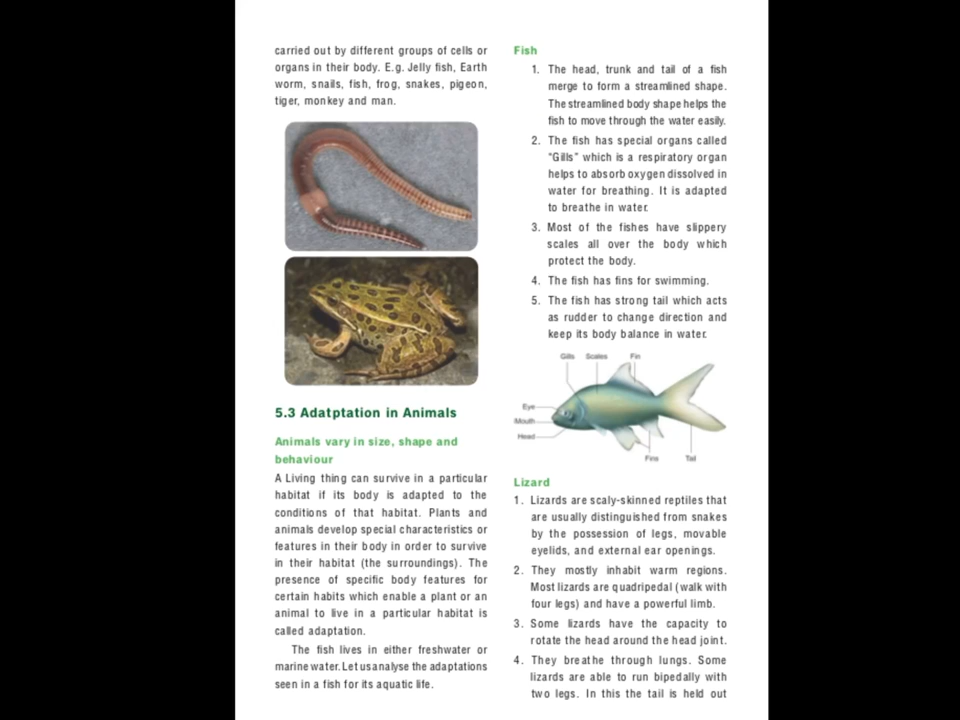 carried out by different groups of cells or
organs in their body. E.g. Jelly fish, Earth
worm, snails, fish, frog, snakes, pigeon,
tiger, monkey and man.
5.3 Adatptation in Animals
Animals vary in size, shape and
behaviour
A Living thing can survive in a particular
habitat if its body is adapted to the
conditions of that habitat. Plants and
animals develop special characteristics or
features in their body in order to survive
in their habitat (the surroundings). The
presence of specific body features for
certain habits which enable a plant or an
animal to live in a particular habitat is
called adaptation.
The fish lives in either freshwater or
marine water. Let us analyse the adaptations
seen in a fish for its aquatic life.
Fish
1. The head, trunk and tail of a fish
merge to form a streamlined shape.
The streamlined body shape helps the
fish to move through the water easily.
2. The fish has special organs called
"Gills" which is a respiratory organ
helps to absorb oxygen dissolved in
water for breathing. It is adapted
to breathe in water.
3. Most of the fishes have slippery
scales all over the body which
protect the body.
4. The fish has fins for swimming.
5. The fish has strong tail which acts
as rudder to change direction and
keep its body balance in water.
Gills Scales Fin
Eye
Mouth
Head
Fins Tail
Lizard
1. Lizards are scaly-skinned reptiles that
are usually distinguished from snakes
by the possession of legs, movable
eyelids, and external ear openings.
2. They mostly inhabit warm regions.
Most lizards are quadripedal (walk with
four legs) and have a powerful limb.
3. Some lizards have the capacity to
rotate the head around the head joint.
4. They breathe through lungs. Some
lizards are able to run bipedally with
two legs. In this the tail is held out